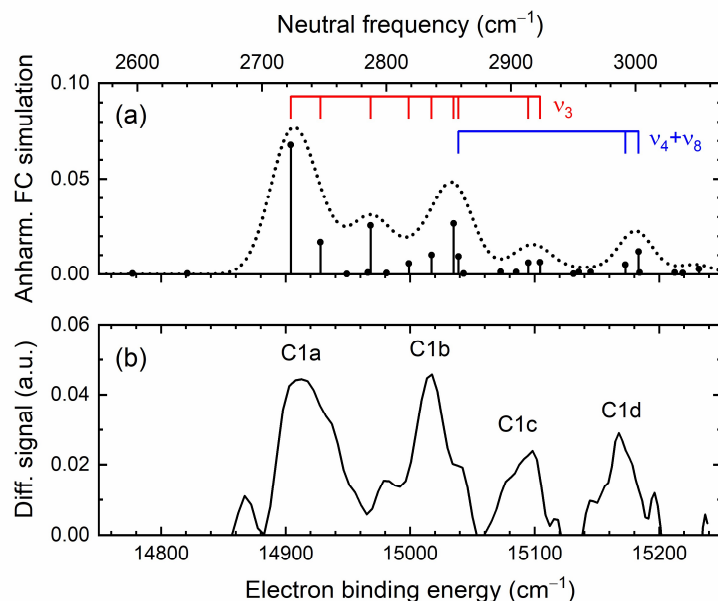 Neutral frequency (cm⁻¹)
2600 2700 2800 2900 3000
0.10
(a)
ν₃
ν₄+ν₈
0.05
0.00
Anharm. FC simulation
0.06
(b)
C1a
C1b
C1c
C1d
0.04
0.02
0.00
Diff. signal (a.u.)
14800 14900 15000 15100 15200
Electron binding energy (cm⁻¹)